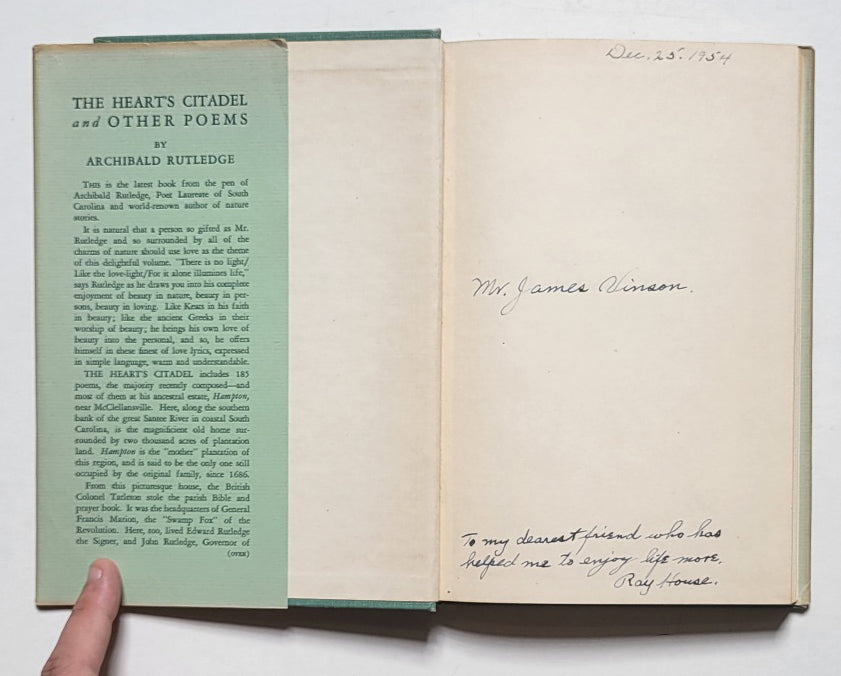 THE HEART'S CITADEL
and OTHER POEMS
BY
ARCHIBALD RUTLEDGE
THIS is the latest book from the pen of
Archibald Rutledge, Poet Laureate of South
Carolina and world-renown author of nature
stories.
It is natural that a person so gifted as Mr.
Rutledge and so surrounded by all of the
charms of nature should use love as the theme
of this delightful volume. "There is no light/
Like the love-light/For it alone illumines life,"
says Rutledge as he draws you into his complete
enjoyment of beauty in nature, beauty in per-
sons, beauty in loving. Like Keats in his faith
in beauty; like the ancient Greeks in their
worship of beauty; he brings his own love of
beauty into the personal, and so, he offers
himself in these finest of love lyrics, expressed
in simple language, warm and understandable.
THE HEART'S CITADEL includes 185
poems, the majority recently composed—and
most of them at his ancestral estate, Hampton,
near McClellansville. Here, along the southern
bank of the great Santee River in coastal South
Carolina, is the magnificient old home sur-
rounded by two thousand acres of plantation
land. Hampton is the "mother" plantation of
this region, and is said to be the only one still
occupied by the original family, since 1686.
From this picturesque house, the British
Colonel Tarleton stole the parish Bible and
prayer book. It was the headquarters of General
Francis Marion, the "Swamp Fox" of the
Revolution. Here, too, lived Edward Rutledge
the Signer, and John Rutledge, Governor of
(OVER)
Dec. 25. 1954
Mr. James Vinson.
To my dearest friend who has
helped me to enjoy life more.
Ray House.